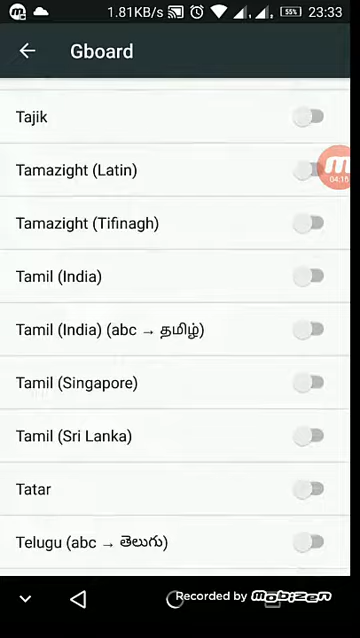 1.81KB/s 55% 23:33
Gboard
Tajik
Tamazight (Latin)
04:16
Tamazight (Tifinagh)
Tamil (India)
Tamil (India) (abc → தமிழ்)
Tamil (Singapore)
Tamil (Sri Lanka)
Tatar
Telugu (abc → తెలుగు)
Recorded by mobizen